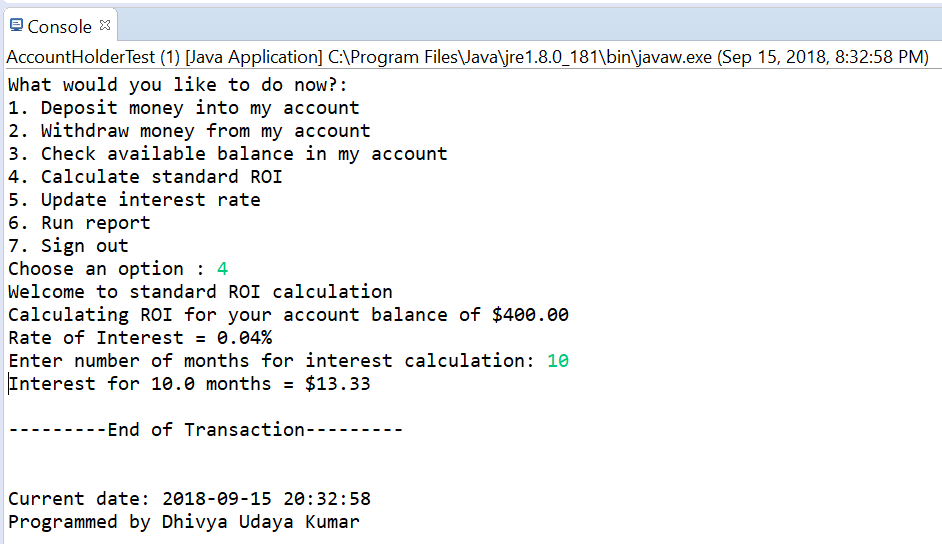 Console
AccountHolderTest (1) [Java Application] C:\Program Files\Java\jre1.8.0_181\bin\javaw.exe (Sep 15, 2018, 8:32:58 PM)
What would you like to do now?:
1. Deposit money into my account
2. Withdraw money from my account
3. Check available balance in my account
4. Calculate standard ROI
5. Update interest rate
6. Run report
7. Sign out
Choose an option : 4
Welcome to standard ROI calculation
Calculating ROI for your account balance of $400.00
Rate of Interest = 0.04%
Enter number of months for interest calculation: 10
Interest for 10.0 months = $13.33
---------End of Transaction---------
Current date: 2018-09-15 20:32:58
Programmed by Dhivya Udaya Kumar